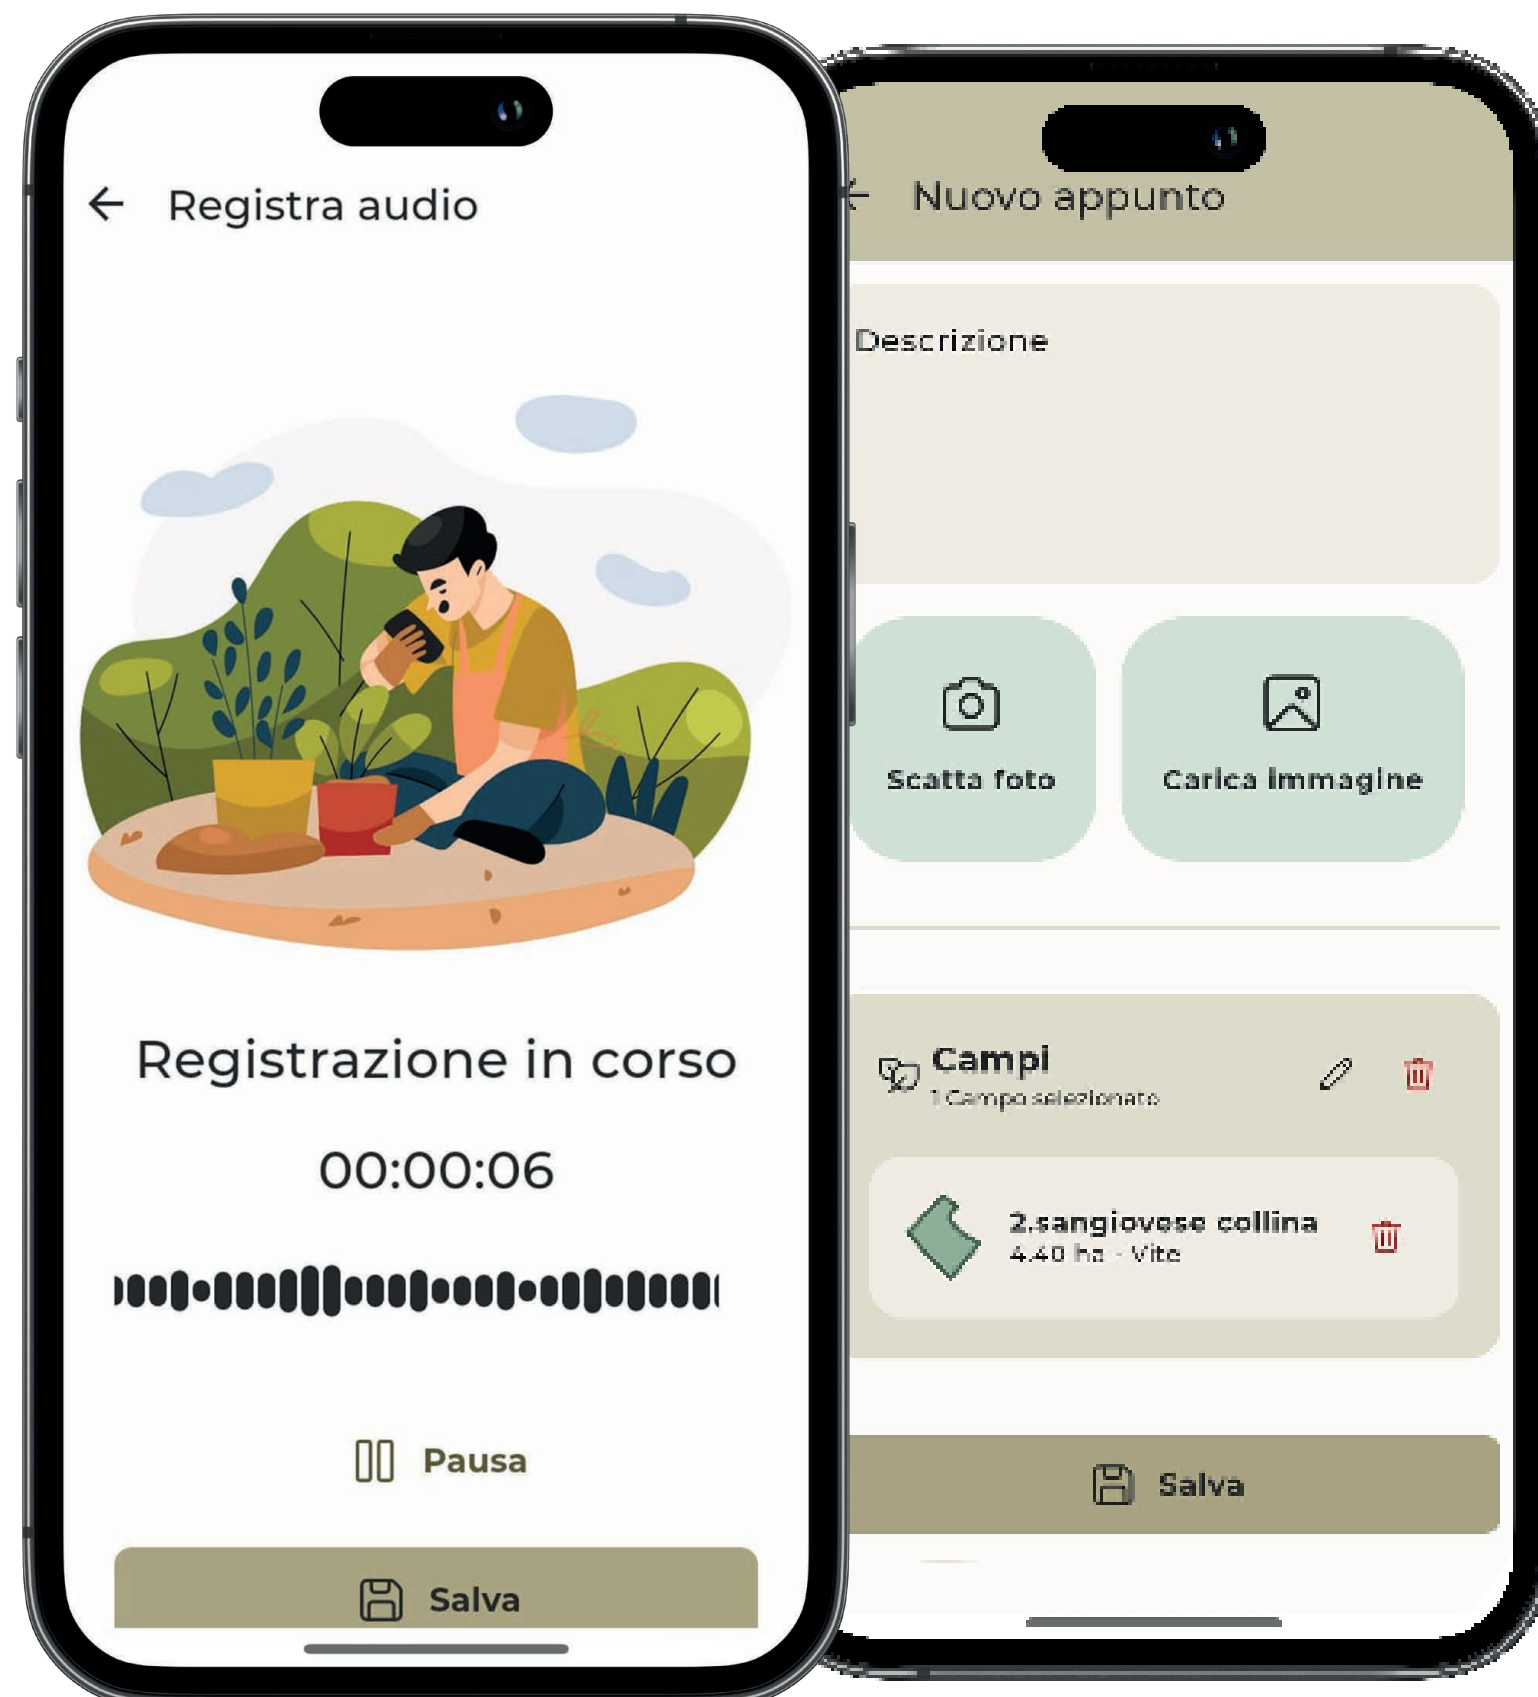 Registra audio
Registrazione in corso
00:00:06
Pausa
Salva
Nuovo appunto
Descrizione
Scatta foto
Carica immagine
Campi
1 Campo selezionato
2.sangiovese collina
4.40 ha - Vite
Salva